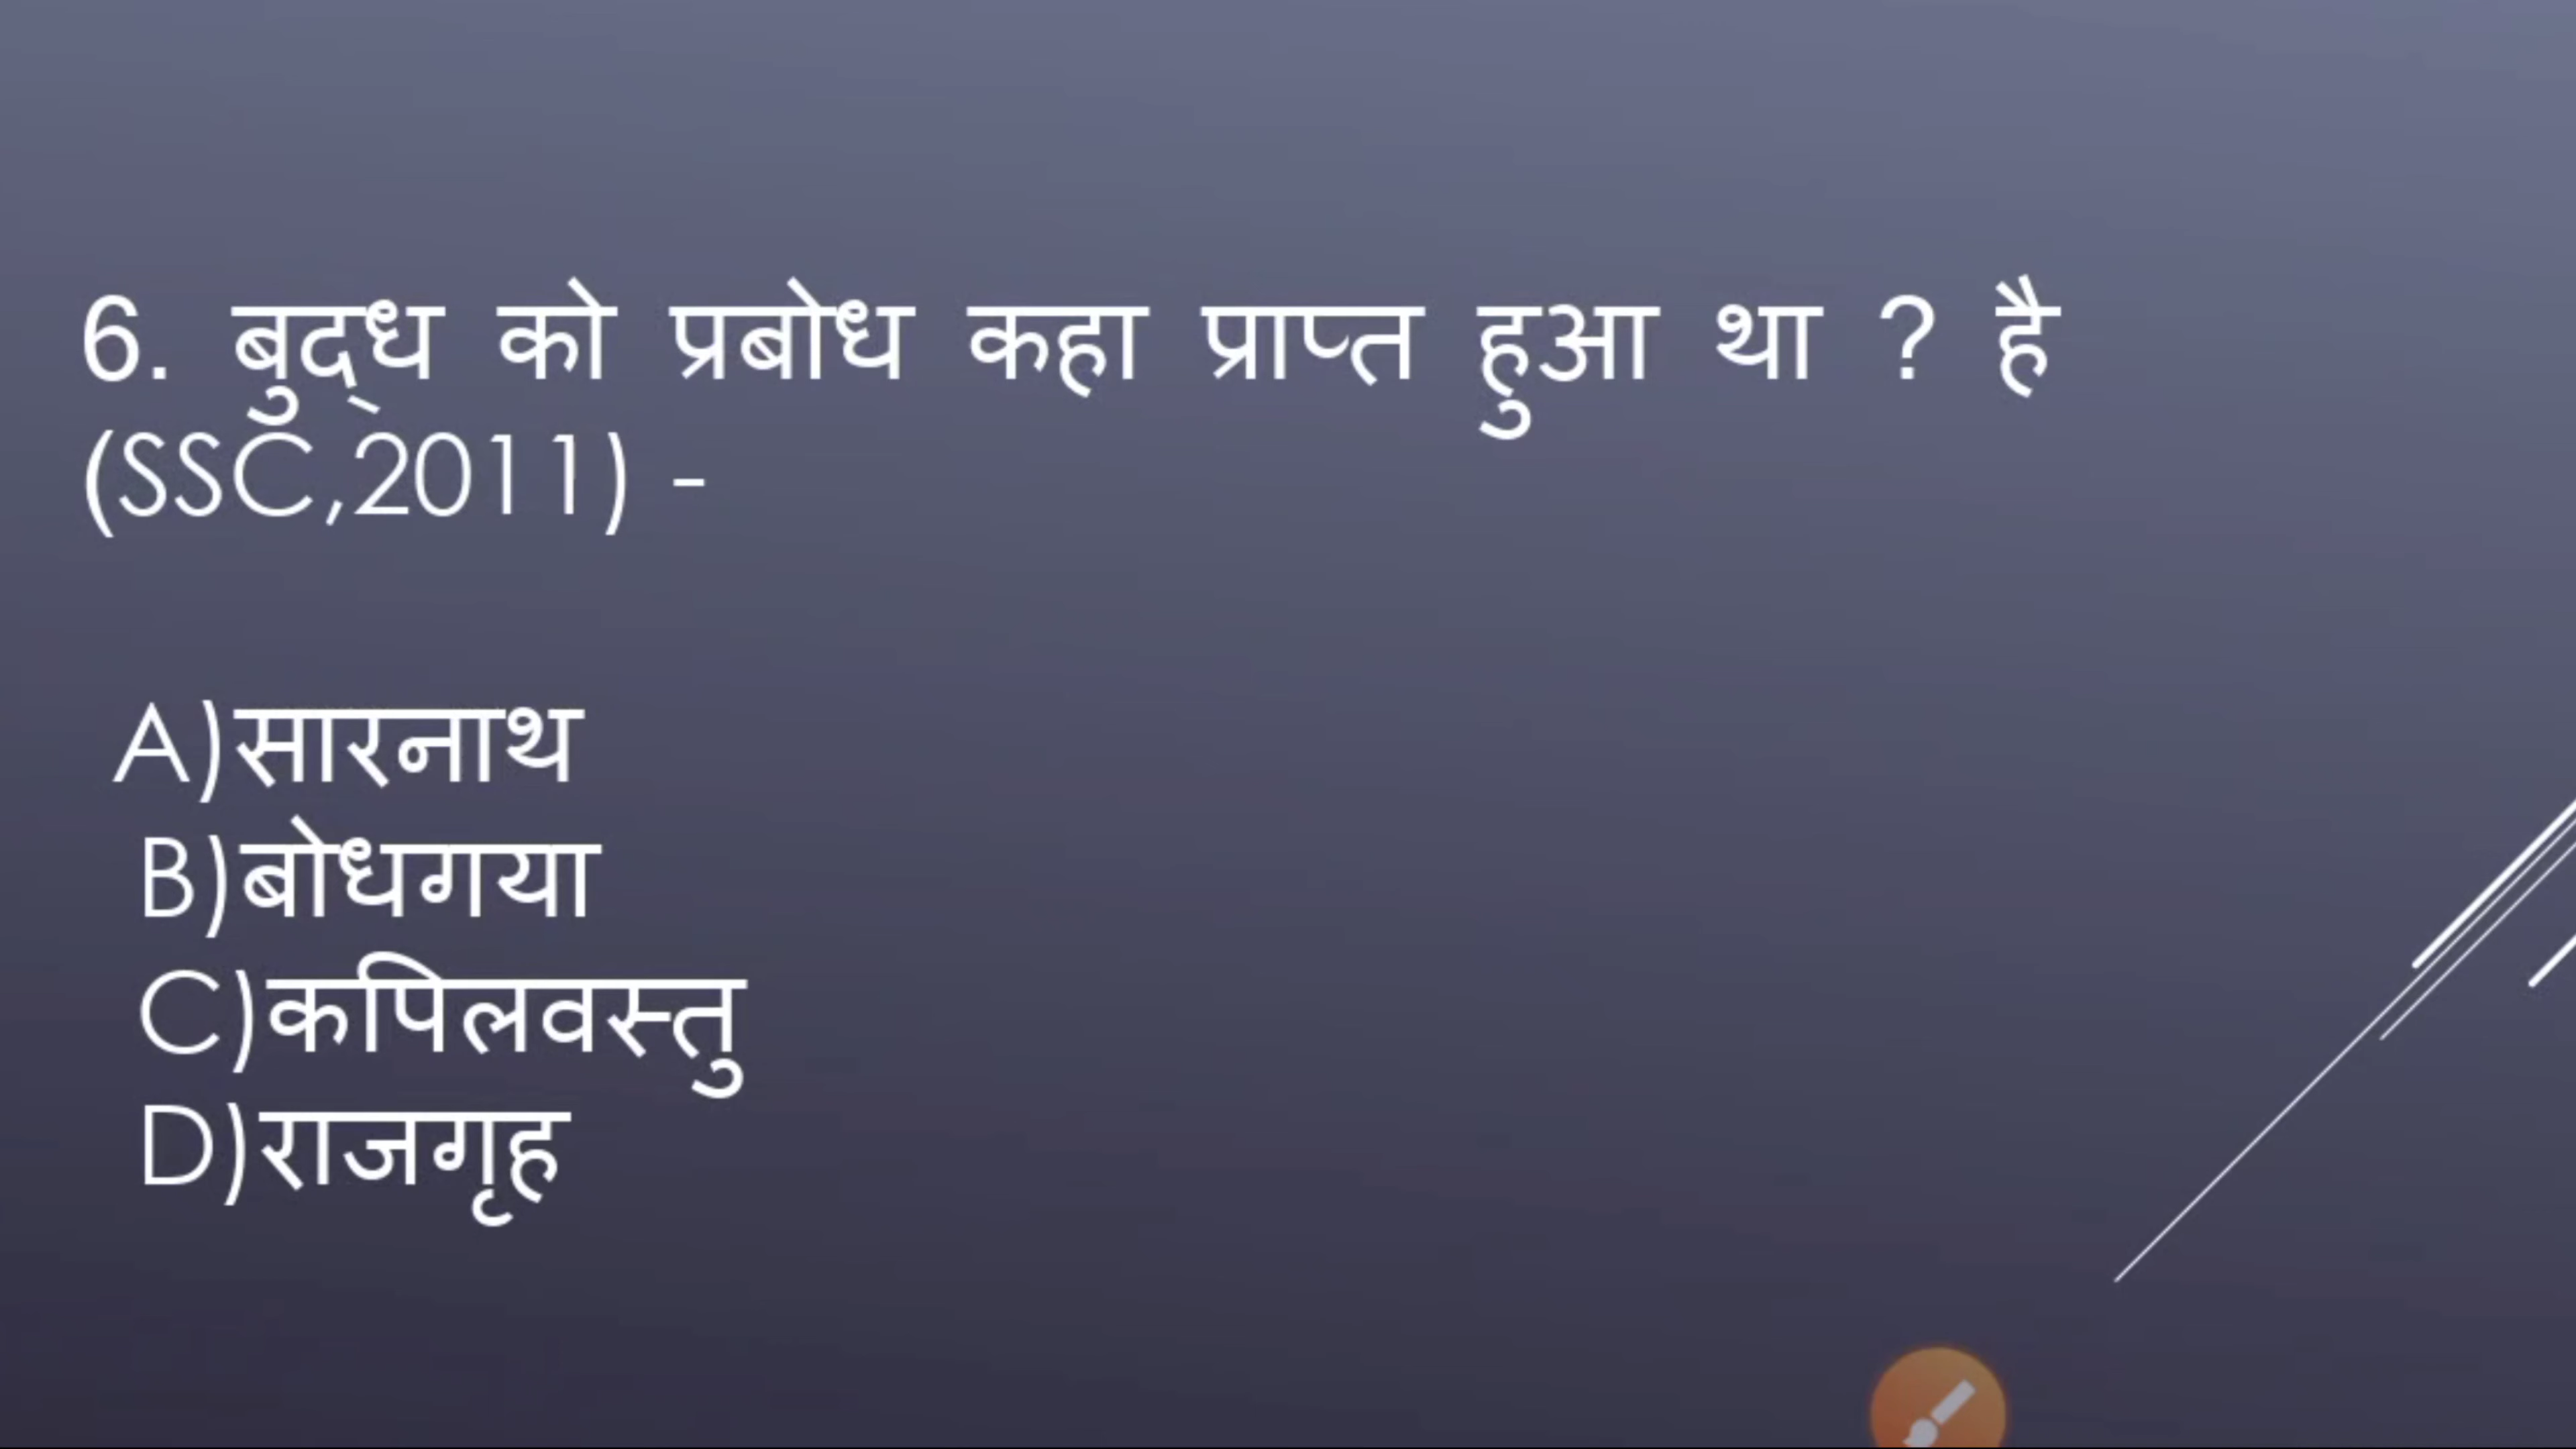 6. बुद्ध को प्रबोध कहा प्राप्त हुआ था ? है
(SSC,2011) -
A)सारनाथ
B)बोधगया
C)कपिलवस्तु
D)राजगृह